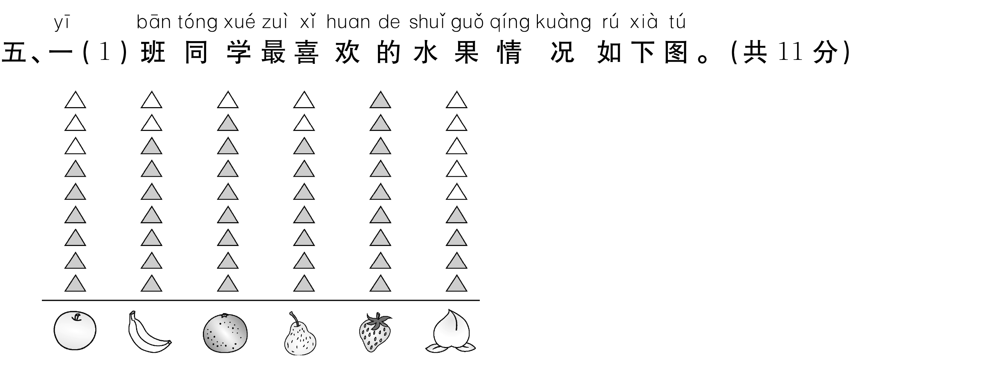 yī bān tóng xué zuì xǐ huan de shuǐ guǒ qíng kuàng rú xià tú
五、一(1)班同学最喜欢的水果情况如下图。(共11分)